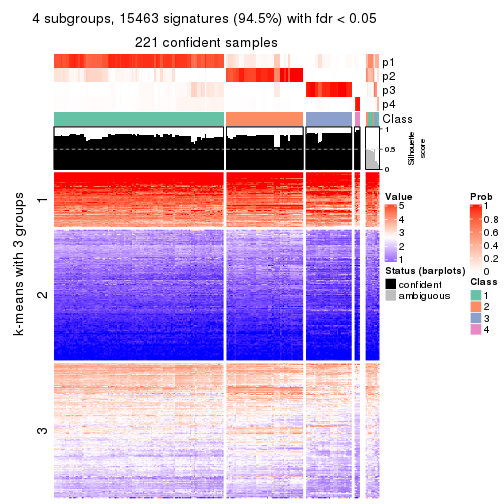 4 subgroups, 15463 signatures (94.5%) with fdr < 0.05
221 confident samples
p1
p2
p3
p4
Class
1
0.5
0
Silhouette
score
k-means with 3 groups
1
2
3
Value
5
4
3
2
1
Status (barplots)
confident
ambiguous
Prob
1
0.8
0.6
0.4
0.2
0
Class
1
2
3
4